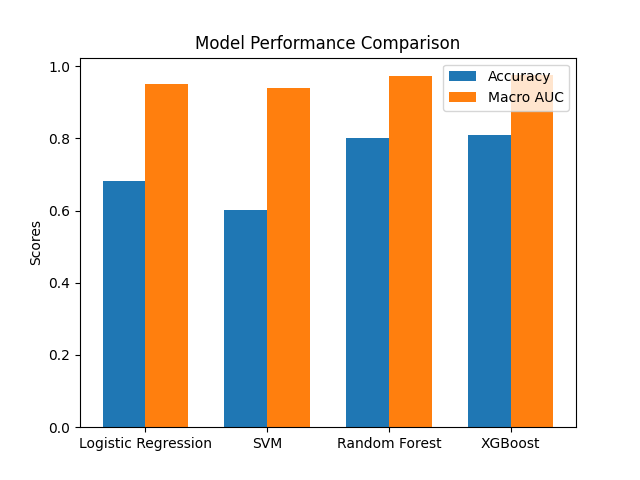 Model Performance Comparison
Accuracy
Macro AUC
Scores
1.0
0.8
0.6
0.4
0.2
0.0
Logistic Regression
SVM
Random Forest
XGBoost